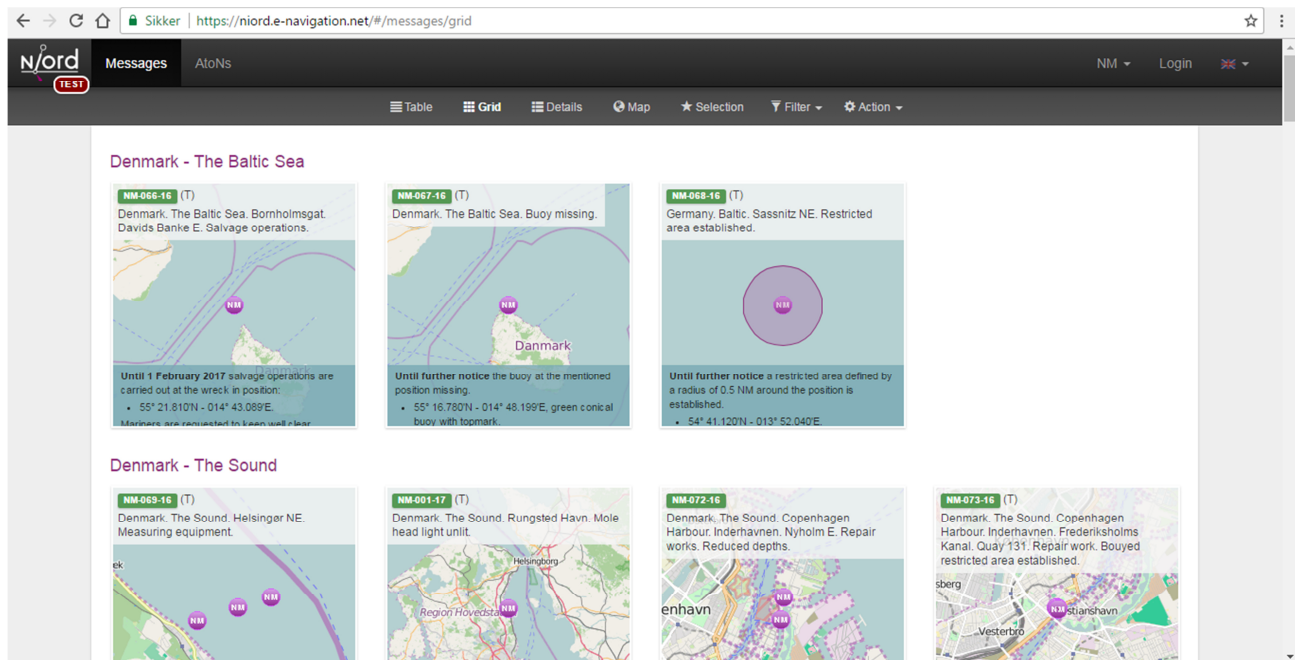 Sikker | https://niord.e-navigation.net/#/messages/grid
Niord
TEST
Messages AtoNs NM Login
Table Grid Details Map Selection Filter Action
Denmark - The Baltic Sea
NM-066-16 (T)
Denmark. The Baltic Sea. Bornholmsgat.
Davids Banke E. Salvage operations.
NM
Danmark
Until 1 February 2017 salvage operations are
carried out at the wreck in position:
• 55° 21.810'N - 014° 43.089'E.
Mariners are requested to keep well clear
NM-067-16 (T)
Denmark. The Baltic Sea. Buoy missing.
NM
Danmark
Until further notice the buoy at the mentioned
position missing.
• 55° 16.780'N - 014° 48.199'E, green conical
buoy with topmark.
NM-068-16 (T)
Germany. Baltic. Sassnitz NE. Restricted
area established.
NM
Until further notice a restricted area defined by
a radius of 0.5 NM around the position is
established.
• 54° 41.120'N - 013° 52.040'E.
Denmark - The Sound
NM-069-16 (T)
Denmark. The Sound. Helsingør NE.
Measuring equipment.
ek
NM
NM
NM
NM-001-17 (T)
Denmark. The Sound. Rungsted Havn. Mole
head light unlit.
Helsingborg
Region Hovedsta
NM
NM-072-16
Denmark. The Sound. Copenhagen
Harbour. Inderhavnen. Nyholm E. Repair
works. Reduced depths.
NM
enhavn
NM
NM-073-16 (T)
Denmark. The Sound. Copenhagen
Harbour. Inderhavnen. Frederiksholms
Kanal. Quay 131. Repair work. Bouyed
restricted area established.
sberg
NM
stianshavn
Vesterbro